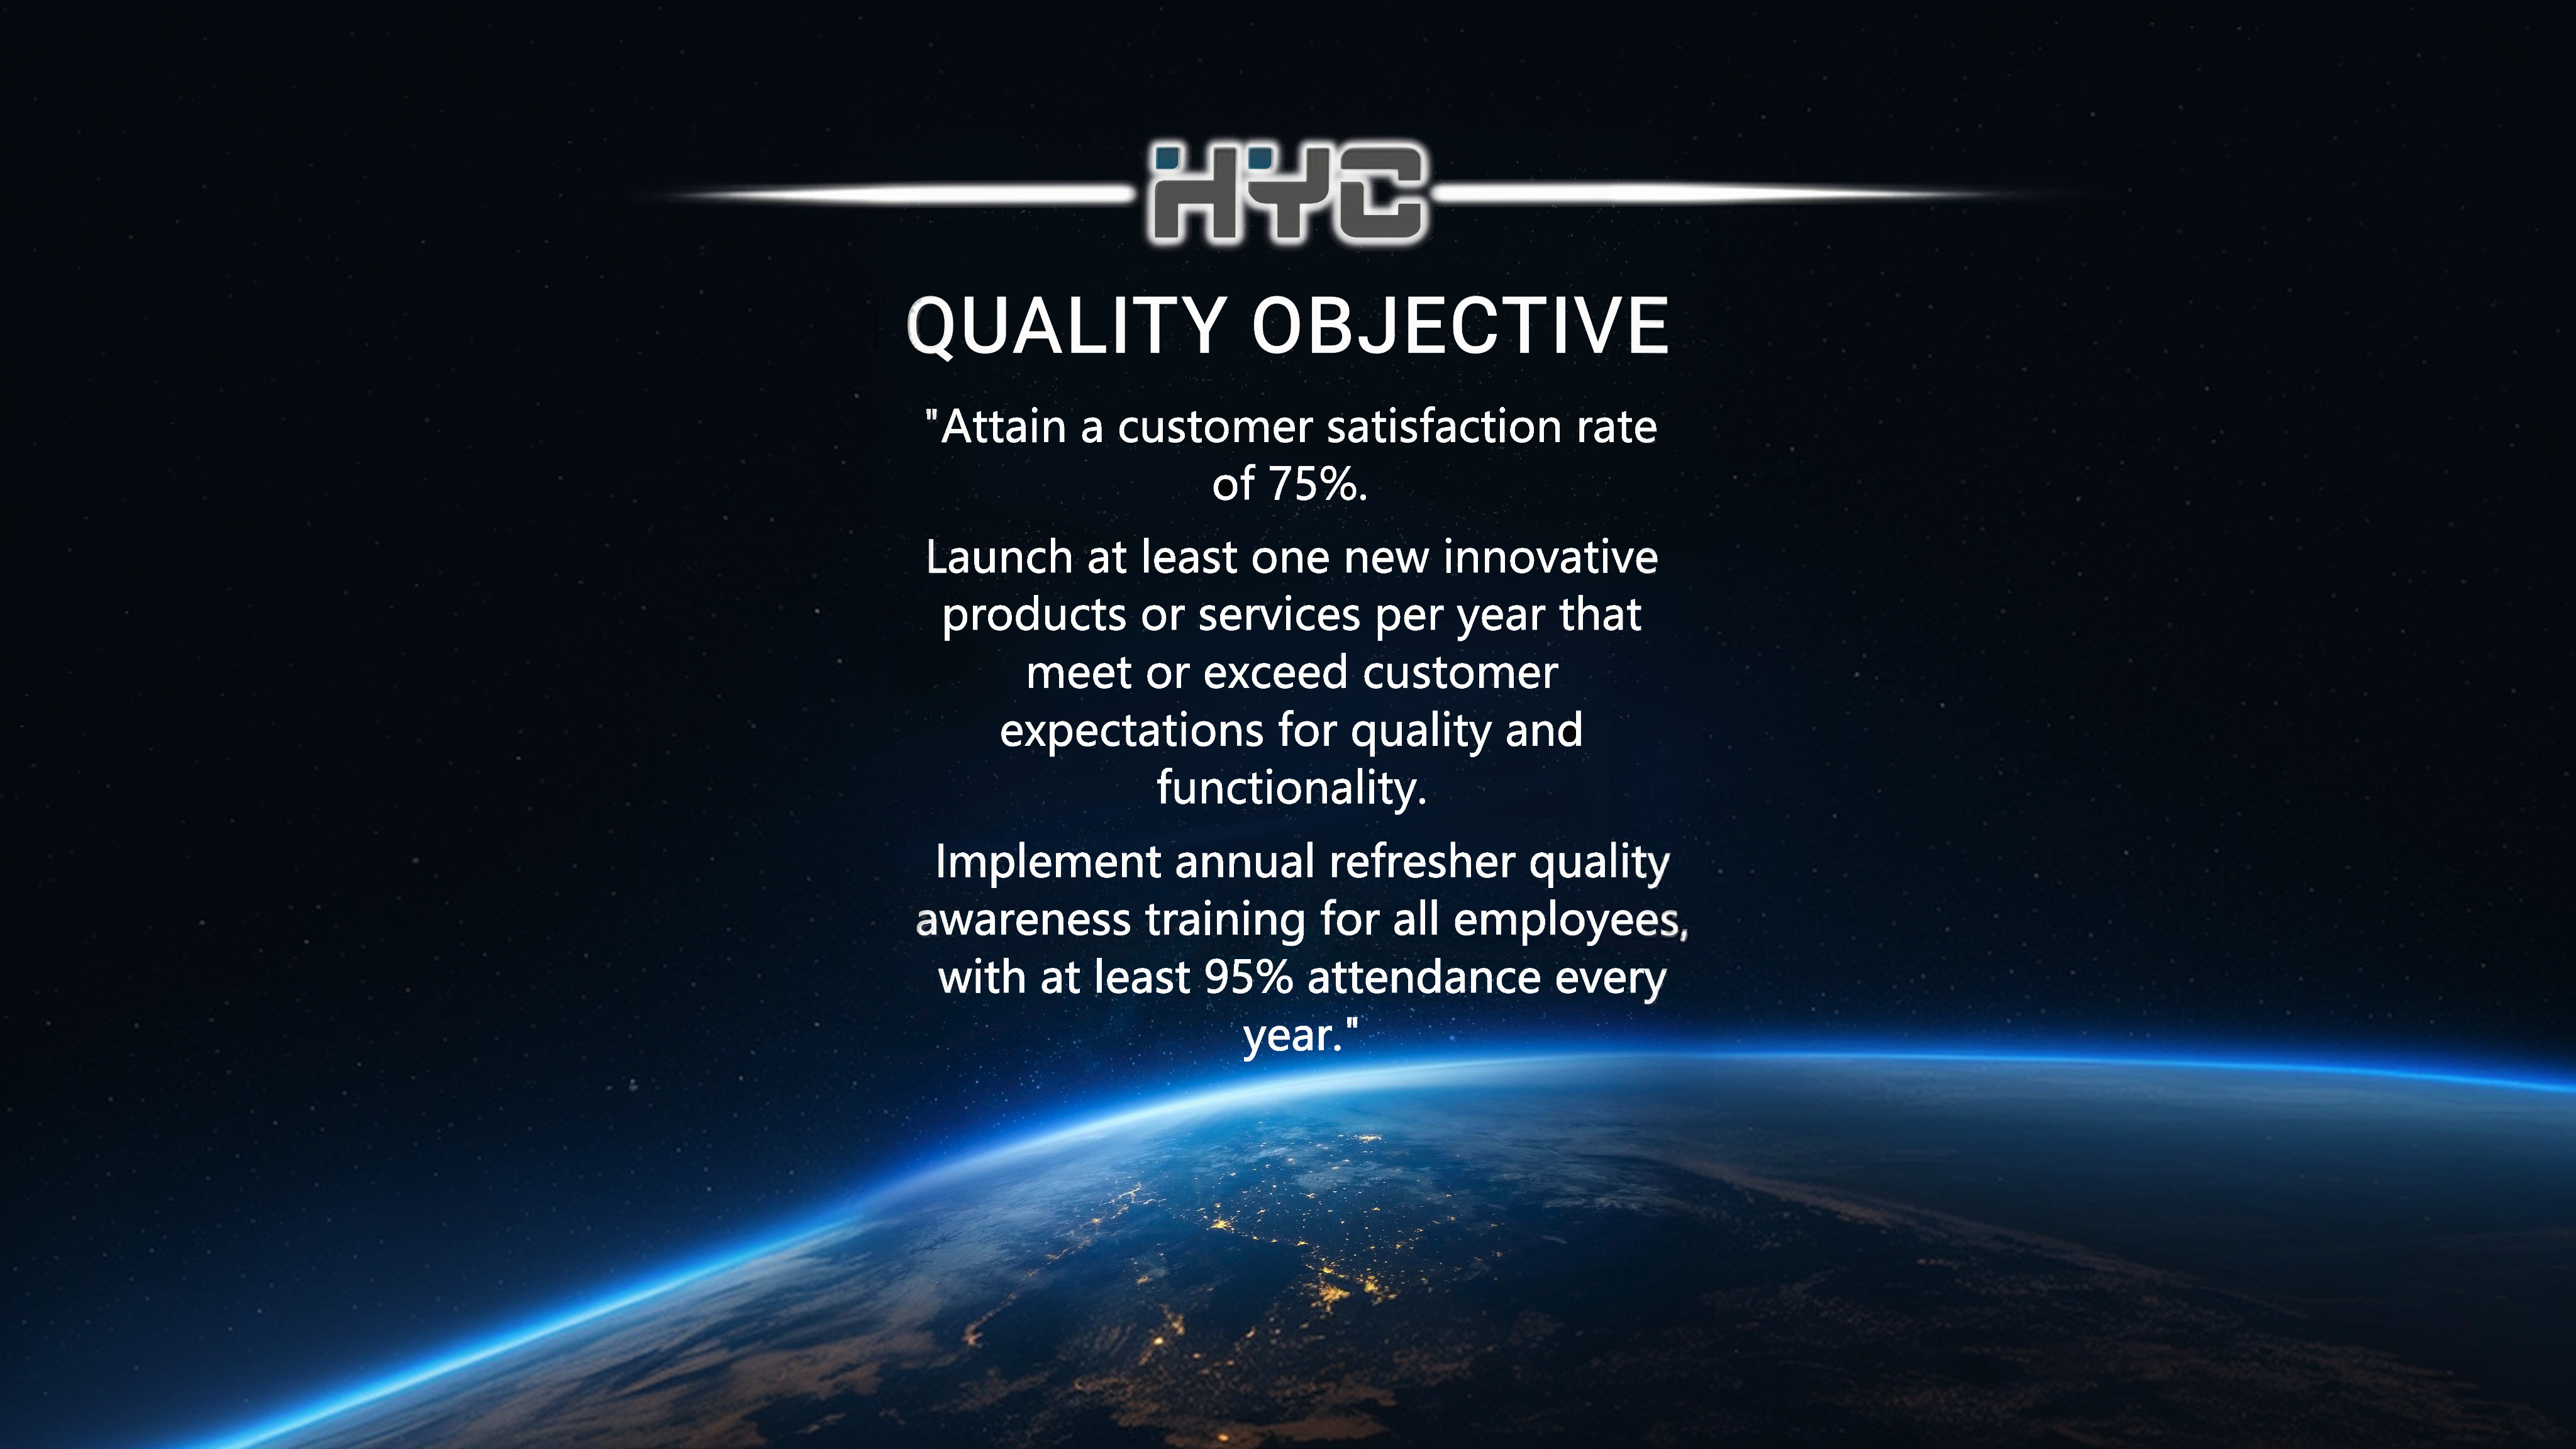 HYC
QUALITY OBJECTIVE
"Attain a customer satisfaction rate
of 75%.
Launch at least one new innovative
products or services per year that
meet or exceed customer
expectations for quality and
functionality.
Implement annual refresher quality
awareness training for all employees,
with at least 95% attendance every
year."